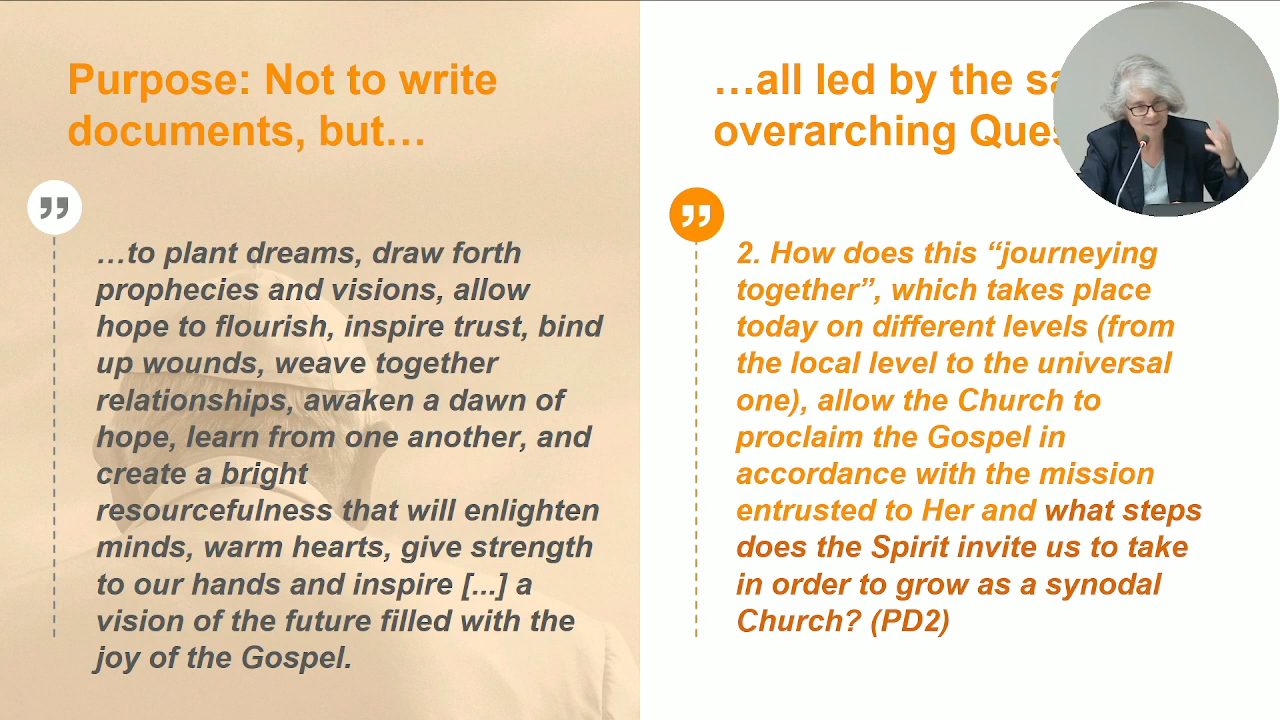 Purpose: Not to write
documents, but…
”
…to plant dreams, draw forth
prophecies and visions, allow
hope to flourish, inspire trust, bind
up wounds, weave together
relationships, awaken a dawn of
hope, learn from one another, and
create a bright
resourcefulness that will enlighten
minds, warm hearts, give strength
to our hands and inspire [...] a
vision of the future filled with the
joy of the Gospel.
…all led by the
overarching
”
2. How does this “journeying
together”, which takes place
today on different levels (from
the local level to the universal
one), allow the Church to
proclaim the Gospel in
accordance with the mission
entrusted to Her and what steps
does the Spirit invite us to take
in order to grow as a synodal
Church? (PD2)